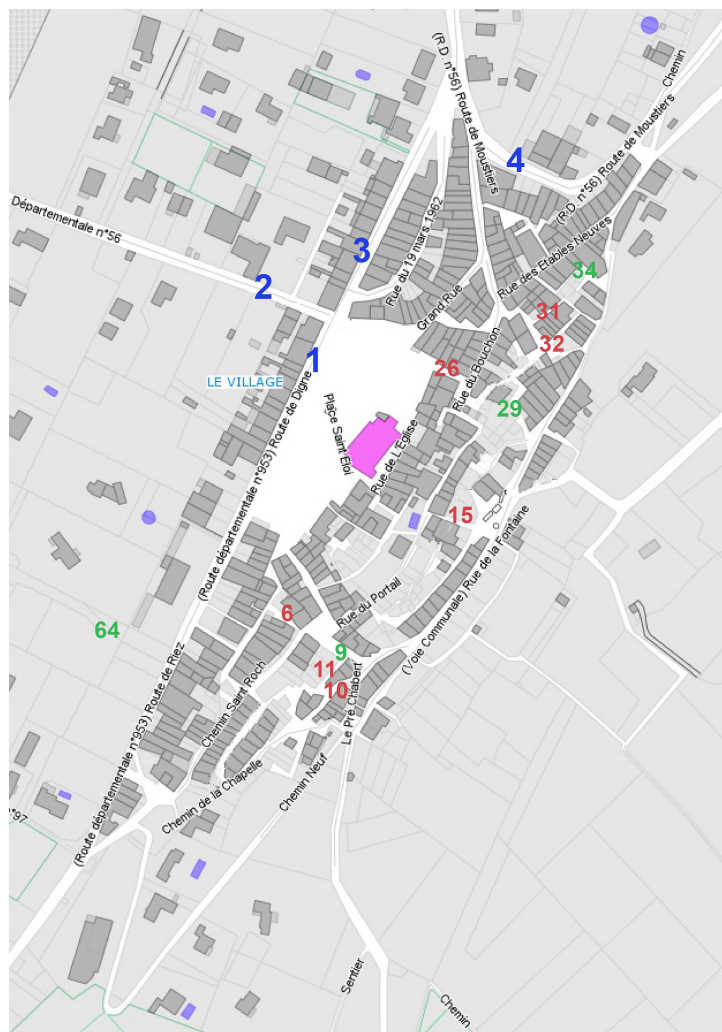 (R.D. n°56) Route de Moustiers
Chemin
4
(R.D. n°56) Route de Moustiers
Départementale n°56
3
Rue du 19 mars 1962
Rue des Etables Neuves
34
2
Grand Rue
31
32
1
26
Rue du Bouchon
LE VILLAGE
29
Place Saint Eloi
Rue de L'Eglise
(Route départementale n°953) Route de Digne
15
(Voie Communale) Rue de la Fontaine
Rue du Portail
6
64
9
11
10
Le Pré Chabert
Chemin Saint Roch
(Route départementale n°953) Route de Riez
Chemin de la Chapelle
Chemin Neuf
n°97
Sentier
Chemin